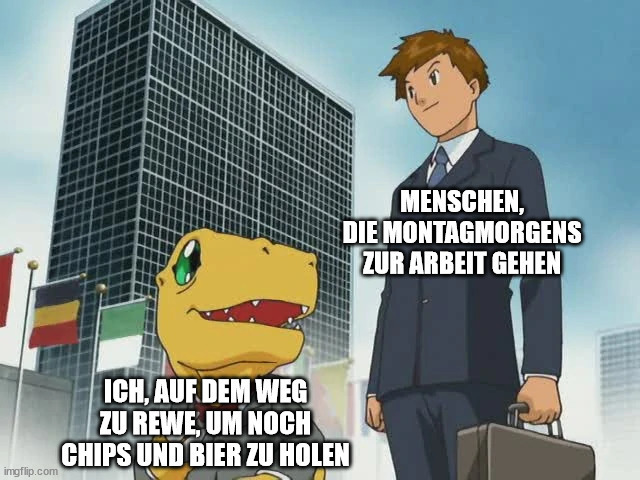 MENSCHEN,
DIE MONTAGMORGENS
ZUR ARBEIT GEHEN
ICH, AUF DEM WEG
ZU REWE, UM NOCH
CHIPS UND BIER ZU HOLEN
imgflip.com